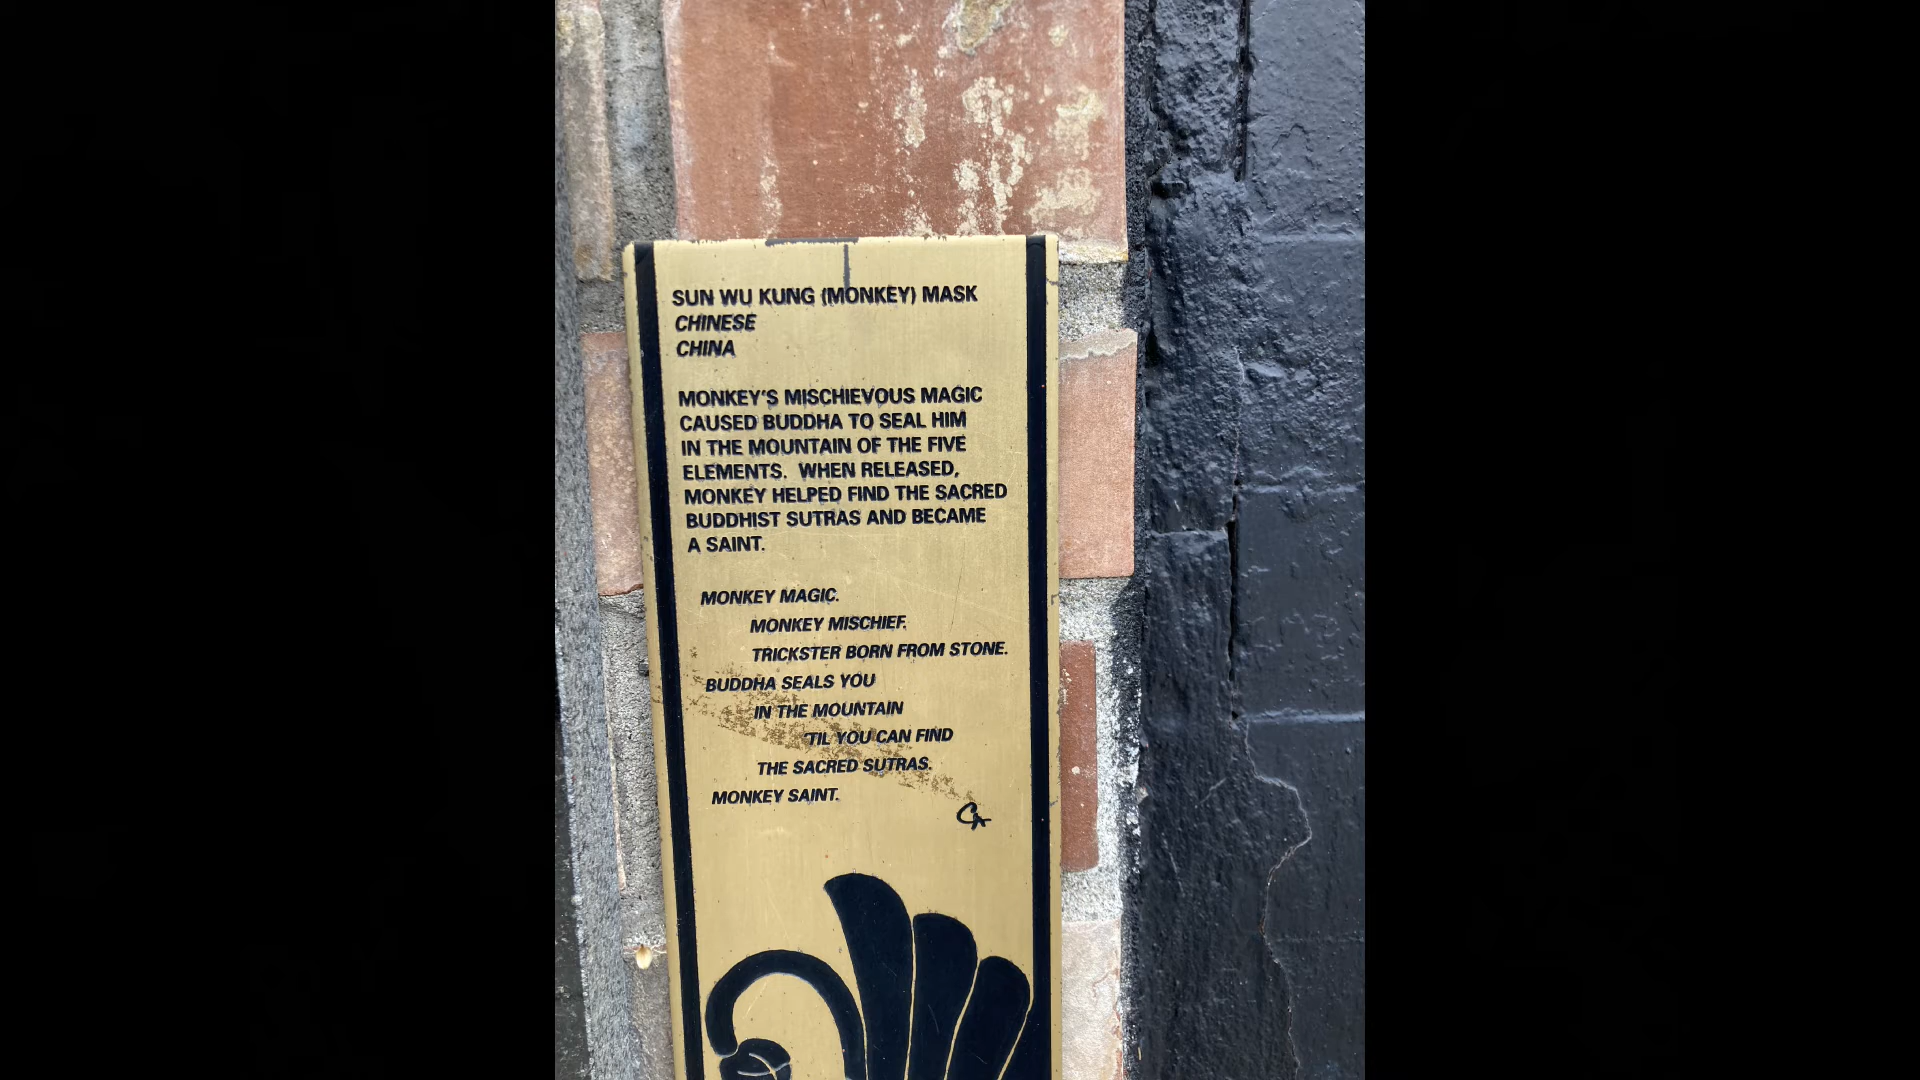 SUN WU KUNG (MONKEY) MASK
CHINESE
CHINA
MONKEY'S MISCHIEVOUS MAGIC
CAUSED BUDDHA TO SEAL HIM
IN THE MOUNTAIN OF THE FIVE
ELEMENTS. WHEN RELEASED,
MONKEY HELPED FIND THE SACRED
BUDDHIST SUTRAS AND BECAME
A SAINT.
MONKEY MAGIC.
MONKEY MISCHIEF.
TRICKSTER BORN FROM STONE.
BUDDHA SEALS YOU
IN THE MOUNTAIN
'TIL YOU CAN FIND
THE SACRED SUTRAS.
MONKEY SAINT.
CA